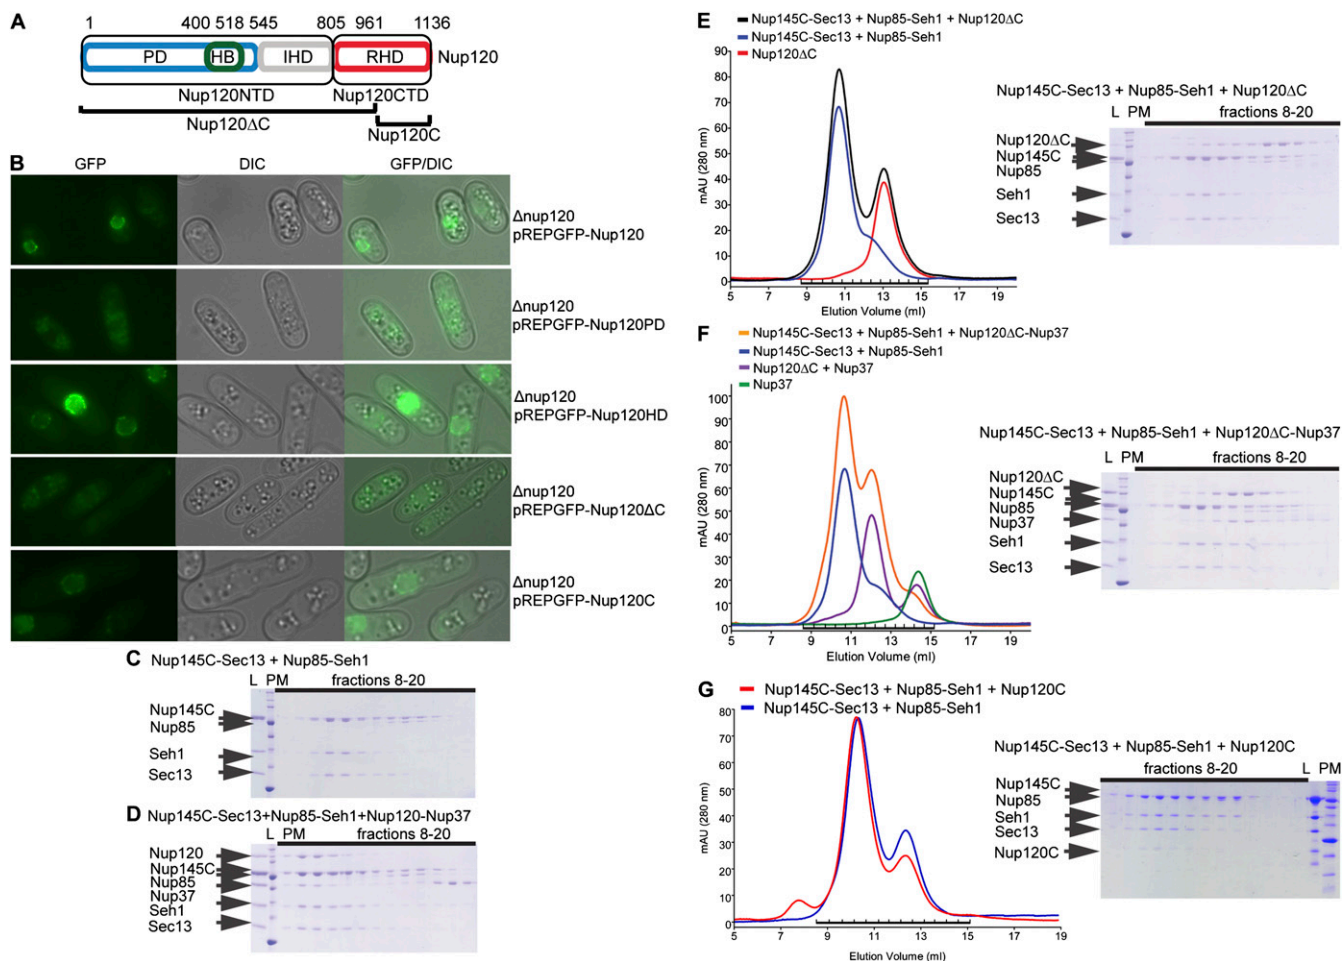 A
1 400 518 545 805 961 1136
PD HB IHD RHD Nup120
Nup120NTD Nup120CTD
Nup120ΔC
Nup120C
B
GFP DIC GFP/DIC
Δnup120
pREPGFP-Nup120
Δnup120
pREPGFP-Nup120PD
Δnup120
pREPGFP-Nup120HD
Δnup120
pREPGFP-Nup120ΔC
Δnup120
pREPGFP-Nup120C
C Nup145C-Sec13 + Nup85-Seh1
L PM fractions 8-20
Nup145C
Nup85
Seh1
Sec13
D Nup145C-Sec13+Nup85-Seh1+Nup120-Nup37
L PM fractions 8-20
Nup120
Nup145C
Nup85
Nup37
Seh1
Sec13
E
Nup145C-Sec13 + Nup85-Seh1 + Nup120ΔC
Nup145C-Sec13 + Nup85-Seh1
Nup120ΔC
90
80
70
60
50
40
30
20
10
0
mAU (280 nm)
5 7 9 11 13 15 17 19
Elution Volume (ml)
Nup145C-Sec13 + Nup85-Seh1 + Nup120ΔC
L PM fractions 8-20
Nup120ΔC
Nup145C
Nup85
Seh1
Sec13
F
Nup145C-Sec13 + Nup85-Seh1 + Nup120ΔC-Nup37
Nup145C-Sec13 + Nup85-Seh1
Nup120ΔC + Nup37
Nup37
100
90
80
70
60
50
40
30
20
10
0
mAU (280 nm)
5 7 9 11 13 15 17 19
Elution Volume (ml)
Nup145C-Sec13 + Nup85-Seh1 + Nup120ΔC-Nup37
L PM fractions 8-20
Nup120ΔC
Nup145C
Nup85
Nup37
Seh1
Sec13
G
Nup145C-Sec13 + Nup85-Seh1 + Nup120C
Nup145C-Sec13 + Nup85-Seh1
80
70
60
50
40
30
20
10
0
mAU (280 nm)
5 7 9 11 13 15 17 19
Elution Volume (ml)
Nup145C-Sec13 + Nup85-Seh1 + Nup120C
fractions 8-20 L PM
Nup145C
Nup85
Seh1
Sec13
Nup120C